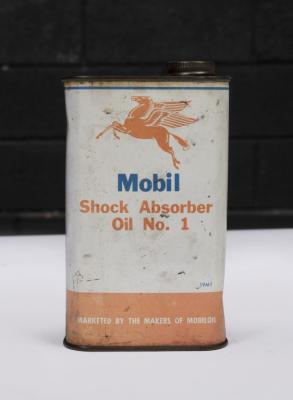 Mobil
Shock Absorber
Oil No. 1
MARKETED BY THE MAKERS OF MOBILOIL